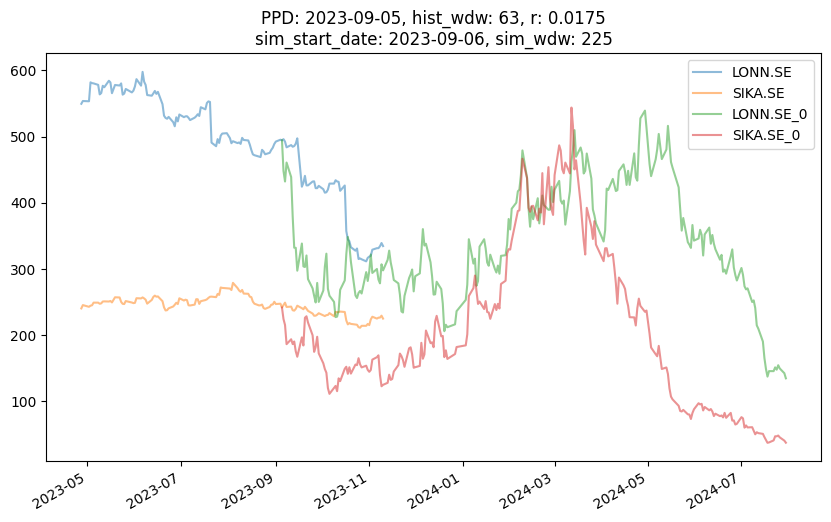 PPD: 2023-09-05, hist_wdw: 63, r: 0.0175
sim_start_date: 2023-09-06, sim_wdw: 225
600
500
400
300
200
100
LONN.SE
SIKA.SE
LONN.SE_0
SIKA.SE_0
2023-05
2023-07
2023-09
2023-11
2024-01
2024-03
2024-05
2024-07